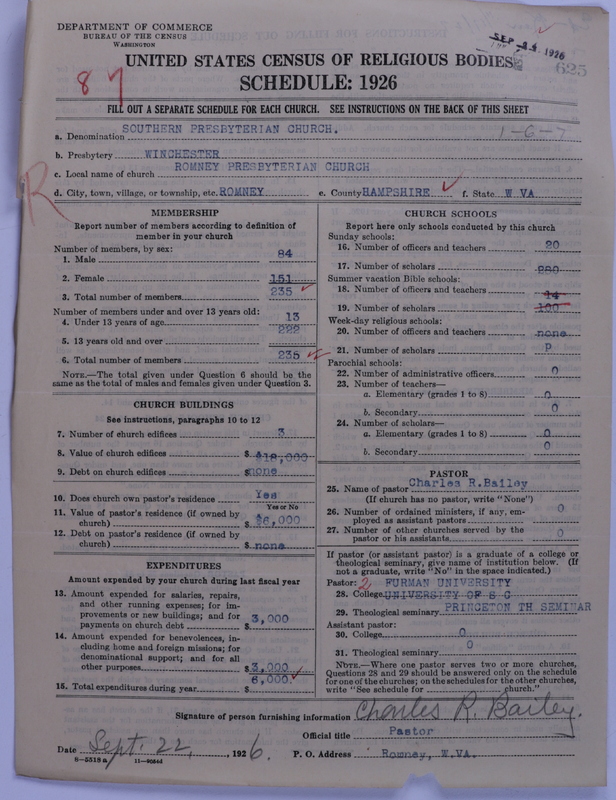 DEPARTMENT OF COMMERCE
BUREAU OF THE CENSUS
WASHINGTON
SEP 1926
625
UNITED STATES CENSUS OF RELIGIOUS BODIES
87
SCHEDULE: 1926
FILL OUT A SEPARATE SCHEDULE FOR EACH CHURCH. SEE INSTRUCTIONS ON THE BACK OF THIS SHEET
a. Denomination SOUTHERN PRESBYTERIAN CHURCH. 1-6-7
b. Presbytery WINCHESTER
c. Local name of church ROMNEY PRESBYTERIAN CHURCH
R
d. City, town, village, or township, etc. ROMNEY e. County HAMPSHIRE f. State W VA
MEMBERSHIP
Report number of members according to definition of
member in your church
Number of members, by sex:
1. Male 84
2. Female 151
3. Total number of members 235
Number of members under and over 13 years old:
4. Under 13 years of age 13
5. 13 years old and over 222
6. Total number of members 235
NOTE.—The total given under Question 6 should be the
same as the total of males and females given under Question 3.
CHURCH BUILDINGS
See instructions, paragraphs 10 to 12
7. Number of church edifices 3
8. Value of church edifices $ 18,000
9. Debt on church edifices $ none
10. Does church own pastor's residence Yes
Yes or No
11. Value of pastor's residence (if owned by
church) $ 6,000
12. Debt on pastor's residence (if owned by
church) $ none
EXPENDITURES
Amount expended by your church during last fiscal year
13. Amount expended for salaries, repairs,
and other running expenses; for im-
provements or new buildings; and for
payments on church debt $ 3,000
14. Amount expended for benevolences, in-
cluding home and foreign missions; for
denominational support; and for all
other purposes $ 3,000
15. Total expenditures during year $ 6,000
CHURCH SCHOOLS
Report here only schools conducted by this church
Sunday schools:
16. Number of officers and teachers 20
17. Number of scholars 280
Summer vacation Bible schools:
18. Number of officers and teachers 14
19. Number of scholars 100
Week-day religious schools:
20. Number of officers and teachers none
21. Number of scholars P
Parochial schools:
22. Number of administrative officers 0
23. Number of teachers—
a. Elementary (grades 1 to 8) 0
b. Secondary 0
24. Number of scholars—
a. Elementary (grades 1 to 8) 0
b. Secondary 0
PASTOR
25. Name of pastor Charles R.Bailey
(If church has no pastor, write "None")
26. Number of ordained ministers, if any, em-
ployed as assistant pastors 0
27. Number of other churches served by the
pastor or his assistants 0
If pastor (or assistant pastor) is a graduate of a college or
theological seminary, give name of institution below. (If
not a graduate, write "No" in the space indicated.)
Pastor: 2 FURMAN UNIVERSITY
28. College UNIVERSITY OF S C
29. Theological seminary PRINCETON TH SEMINAR
Assistant pastor:
30. College 0
31. Theological seminary 0
NOTE.—Where one pastor serves two or more churches,
Questions 28 and 29 should be answered only on the schedule
for one of the churches; on the schedules for the other churches,
write "See schedule for church."
Signature of person furnishing information Charles R. Bailey.
Official title Pastor
Date Sept. 22, 1926. P. O. Address Romney, W.VA.
8-5518a 11-90544